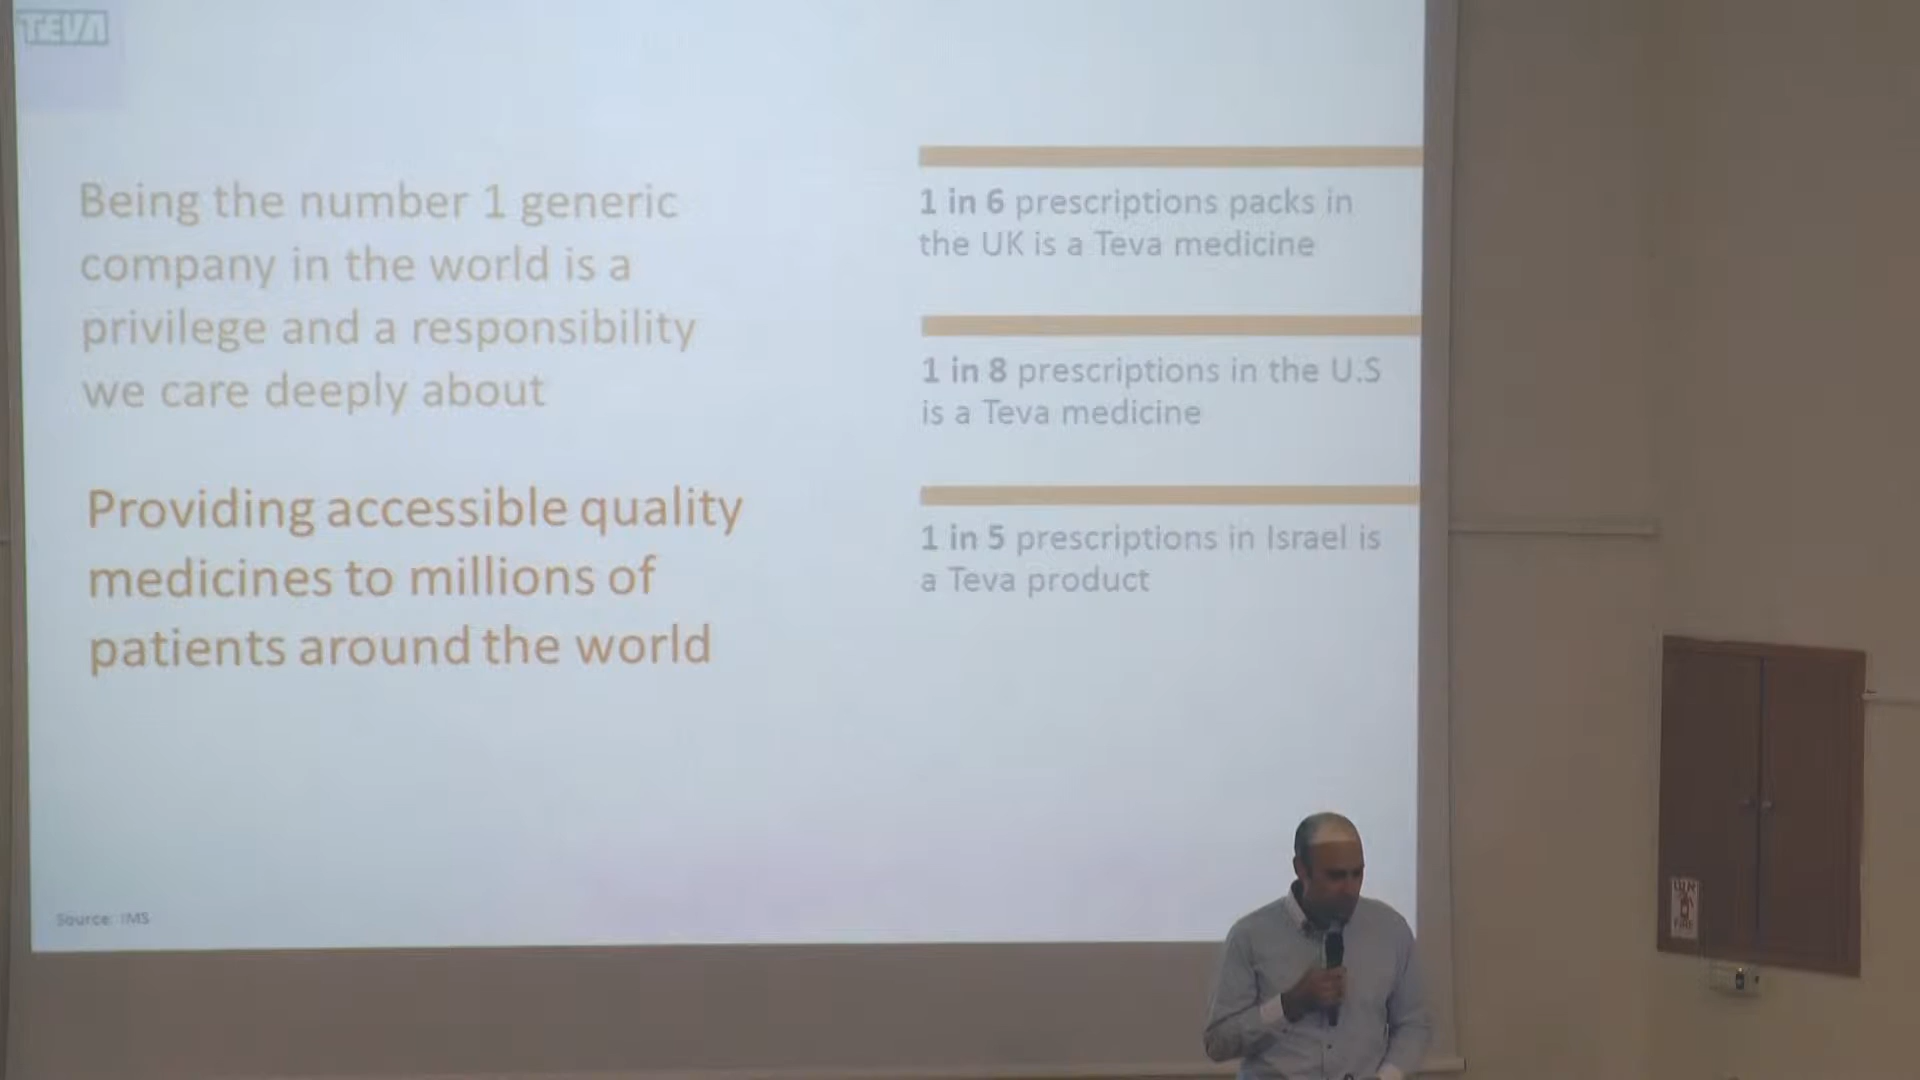 TEVA
Being the number 1 generic
company in the world is a
privilege and a responsibility
we care deeply about
Providing accessible quality
medicines to millions of
patients around the world
1 in 6 prescriptions packs in
the UK is a Teva medicine
1 in 8 prescriptions in the U.S
is a Teva medicine
1 in 5 prescriptions in Israel is
a Teva product
Source: IMS
אש
FIRE